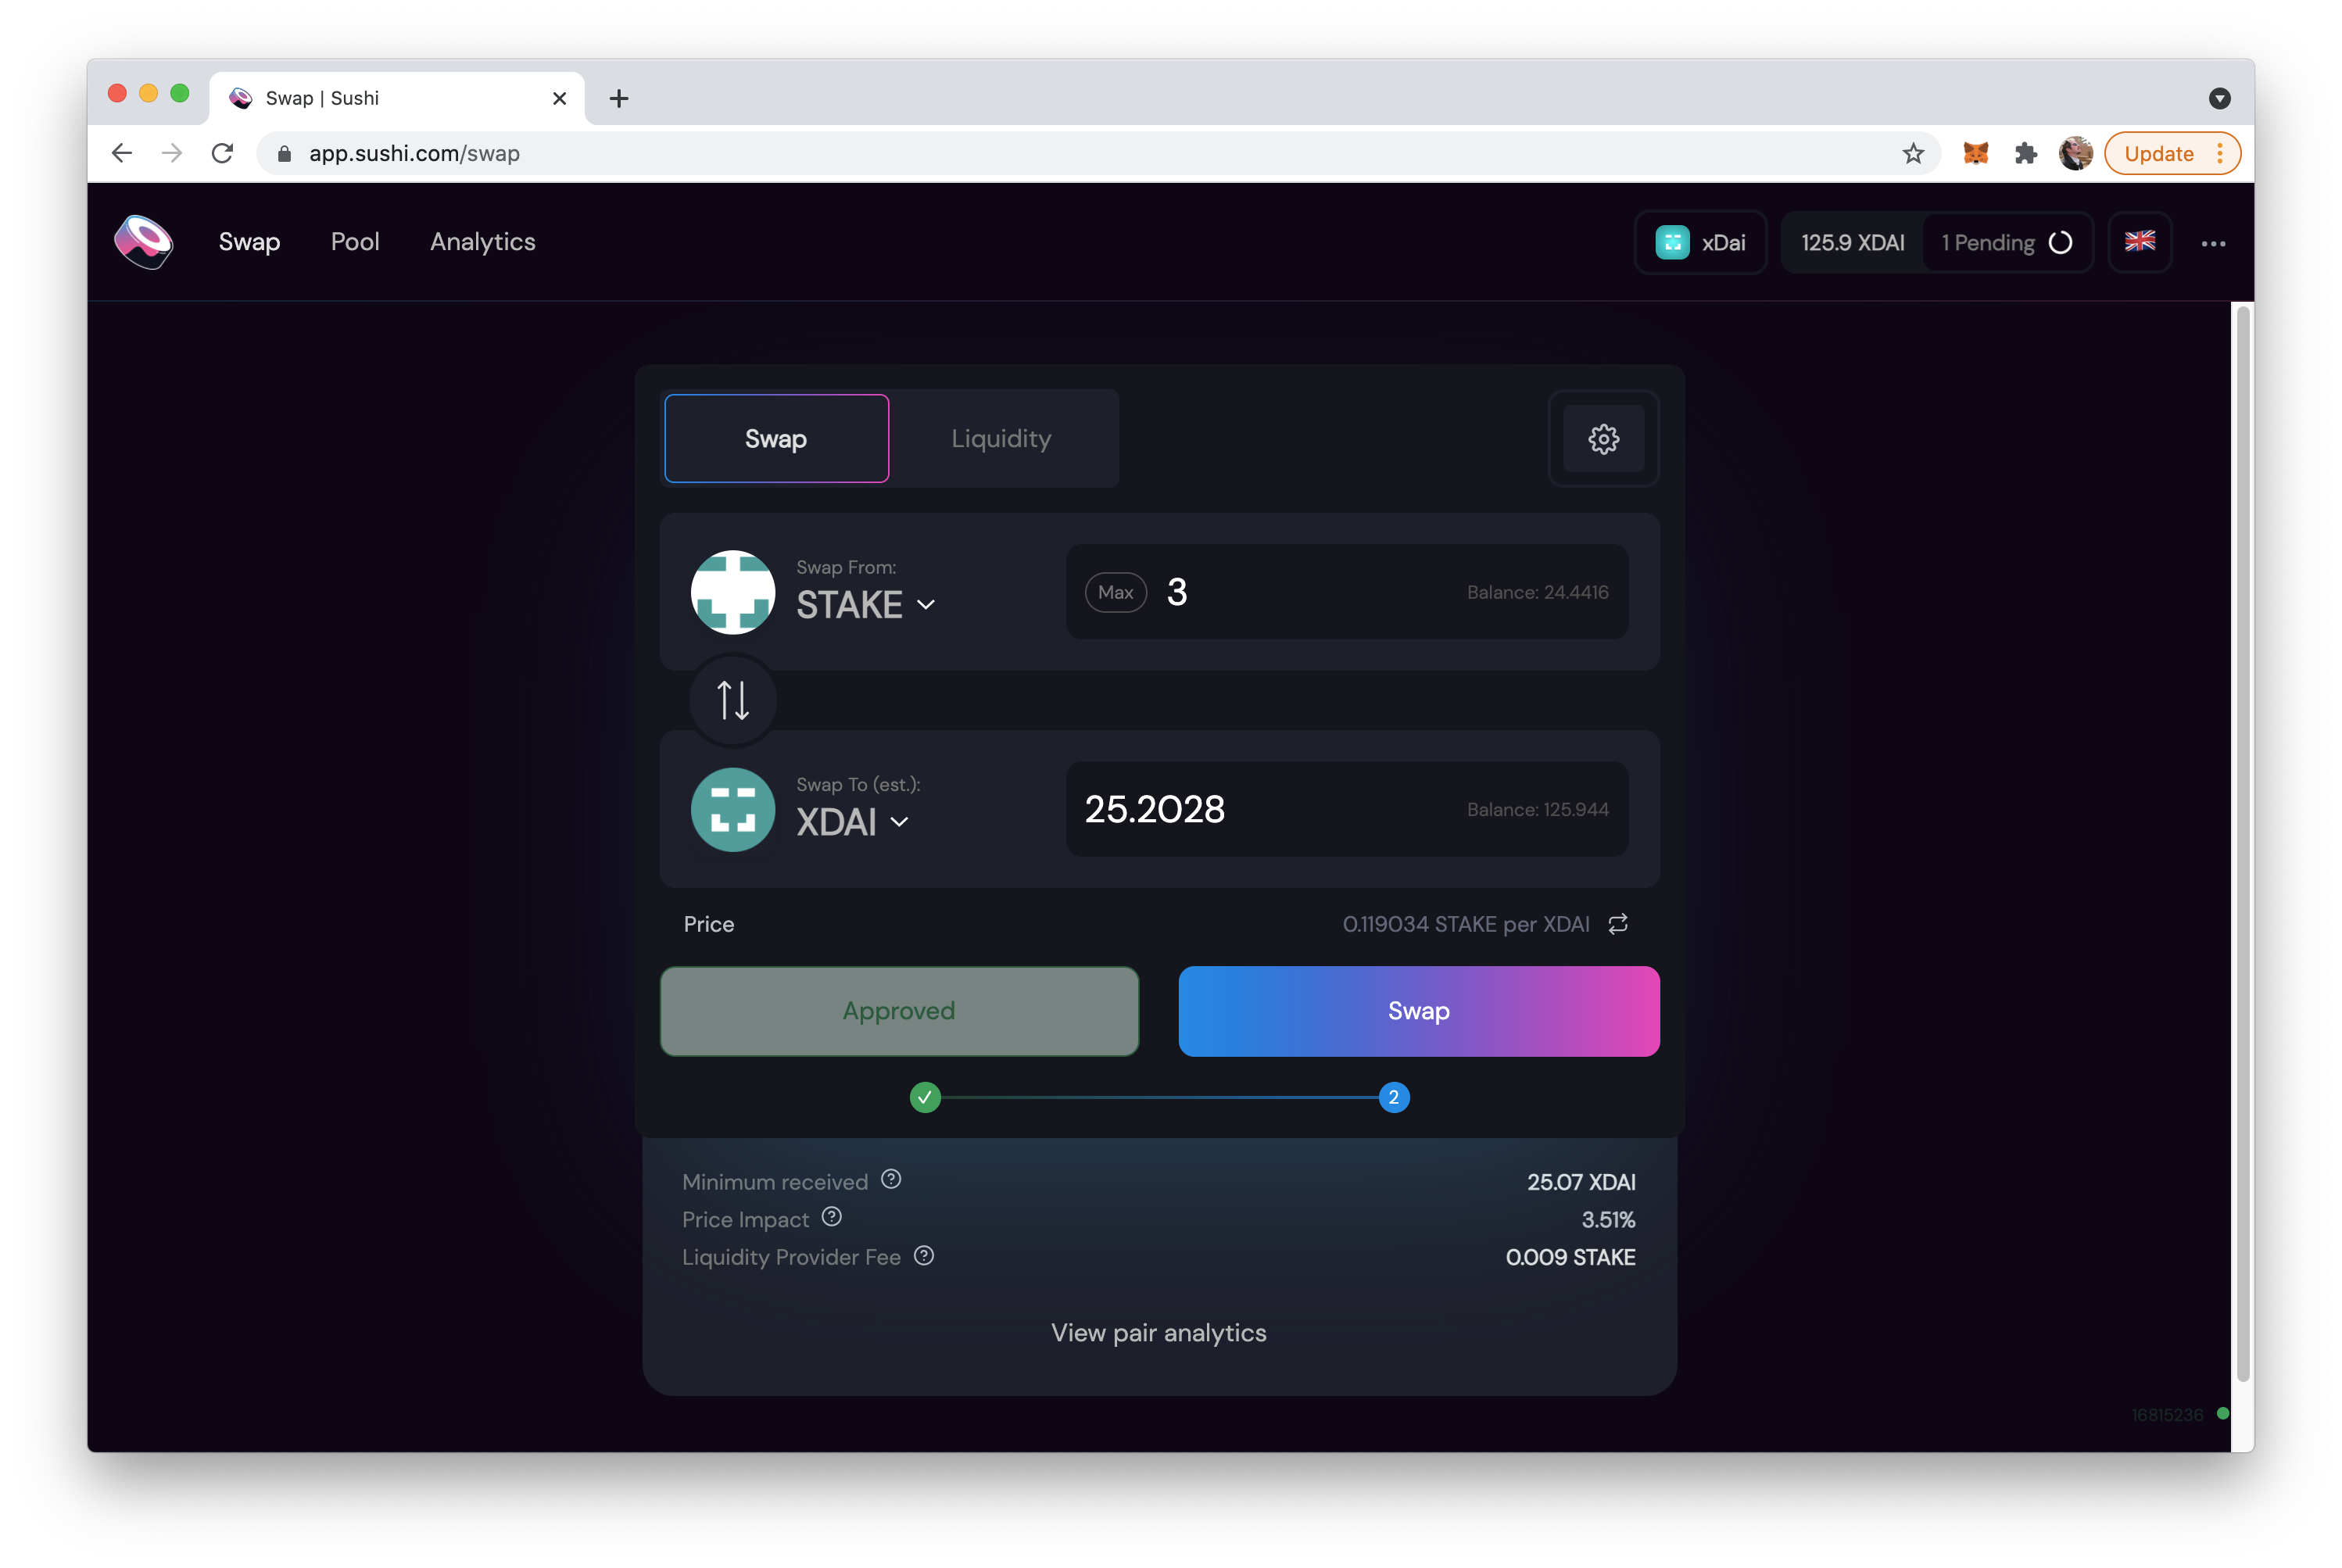 Swap | Sushi
app.sushi.com/swap
Update
Swap Pool Analytics
xDai
125.9 XDAI
1 Pending
Swap
Liquidity
Swap From:
STAKE
Max
3
Balance: 24.4416
Swap To (est.):
XDAI
25.2028
Balance: 125.944
Price
0.119034 STAKE per XDAI
Approved
Swap
2
Minimum received
25.07 XDAI
Price Impact
3.51%
Liquidity Provider Fee
0.009 STAKE
View pair analytics
16815236